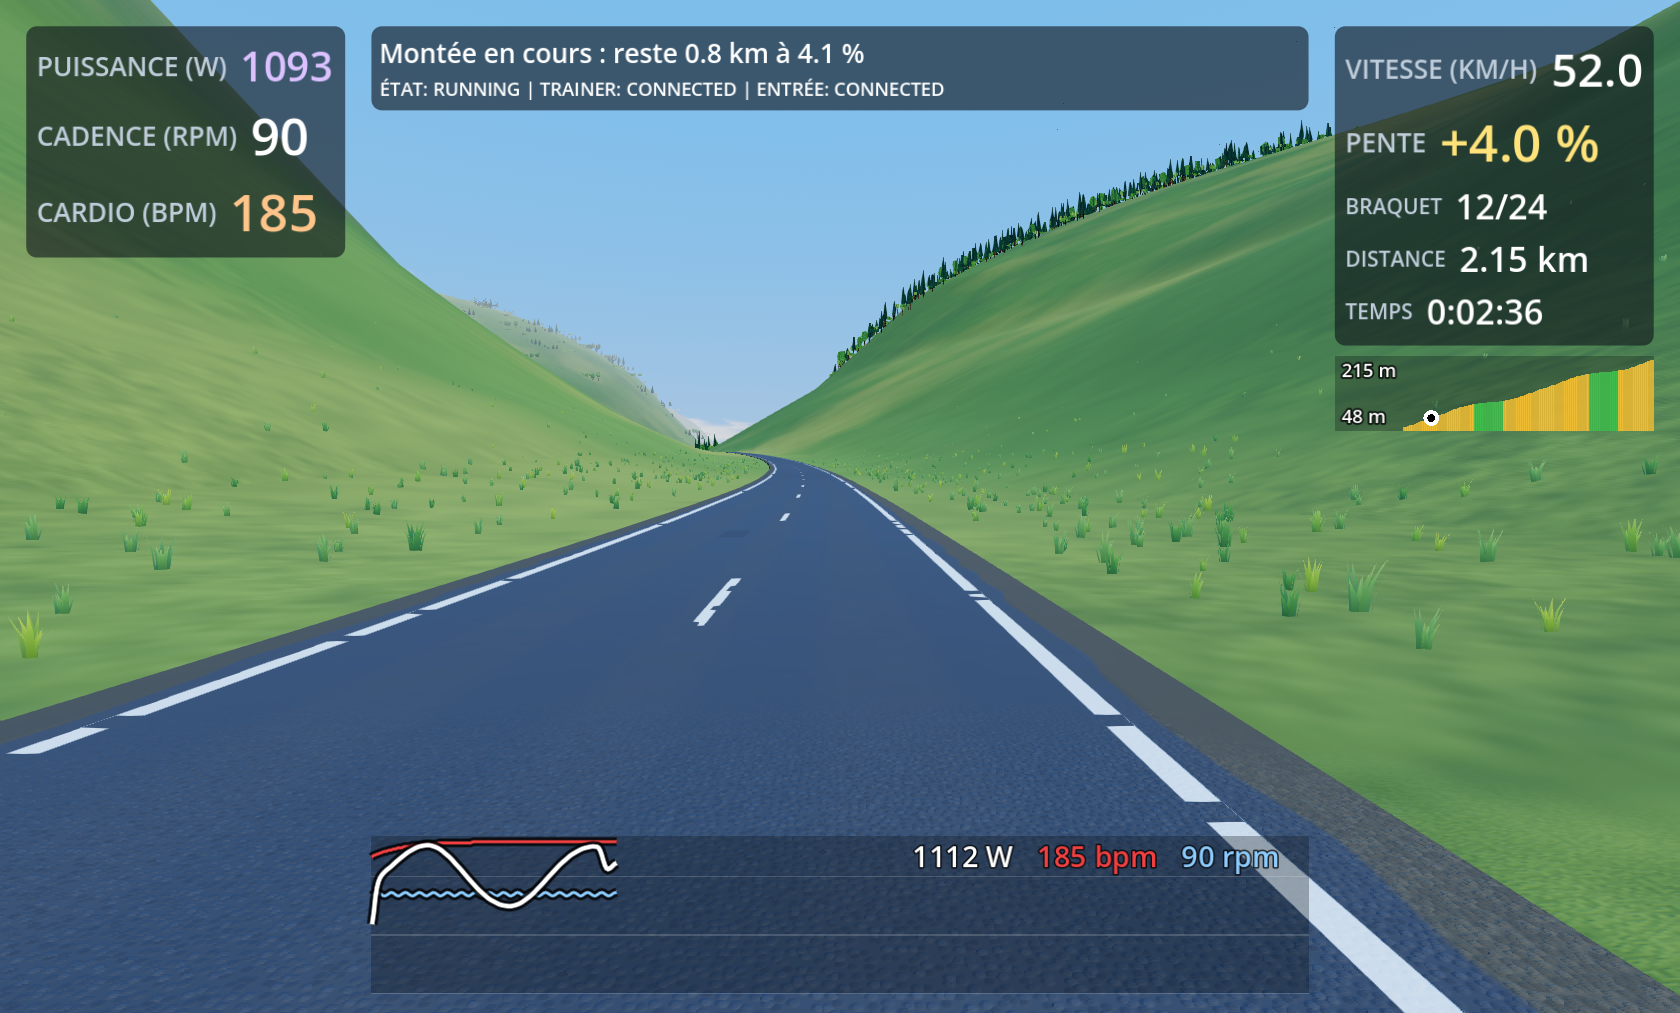 PUISSANCE (W) 1093
CADENCE (RPM) 90
CARDIO (BPM) 185
Montée en cours : reste 0.8 km à 4.1 %
ÉTAT: RUNNING | TRAINER: CONNECTED | ENTRÉE: CONNECTED
VITESSE (KM/H) 52.0
PENTE +4.0 %
BRAQUET 12/24
DISTANCE 2.15 km
TEMPS 0:02:36
215 m
48 m
1112 W 185 bpm 90 rpm